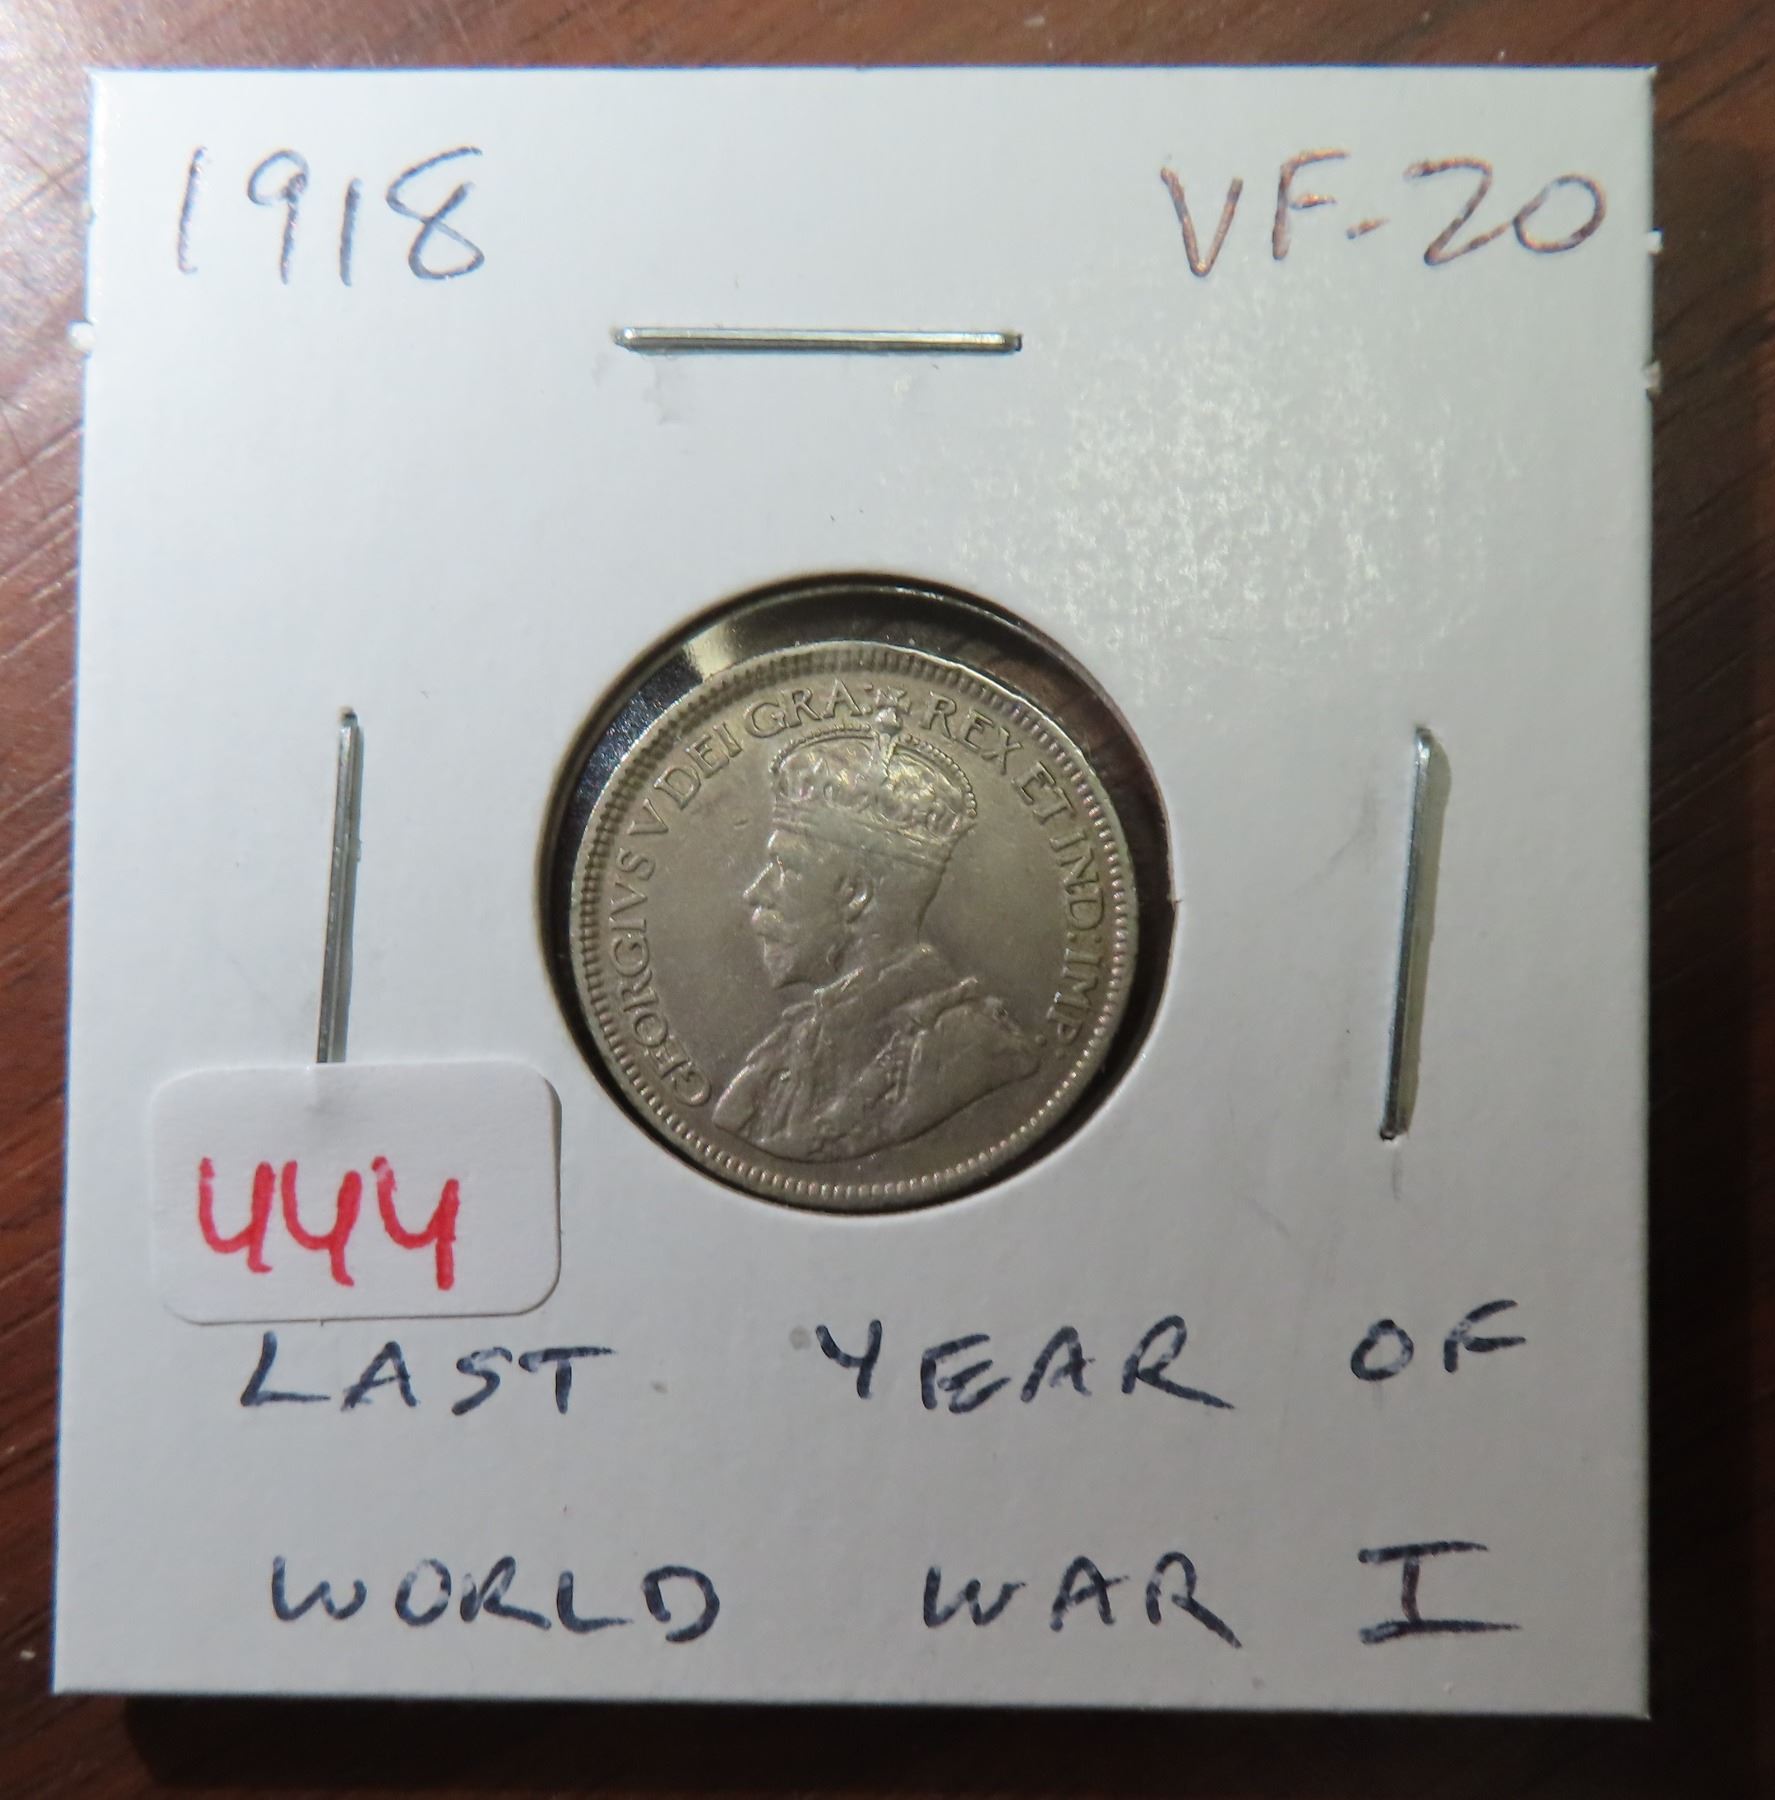 1918 VF-20
GEORGIVS V DEI GRA: REX ET IND: IMP:
444
LAST YEAR OF
WORLD WAR I